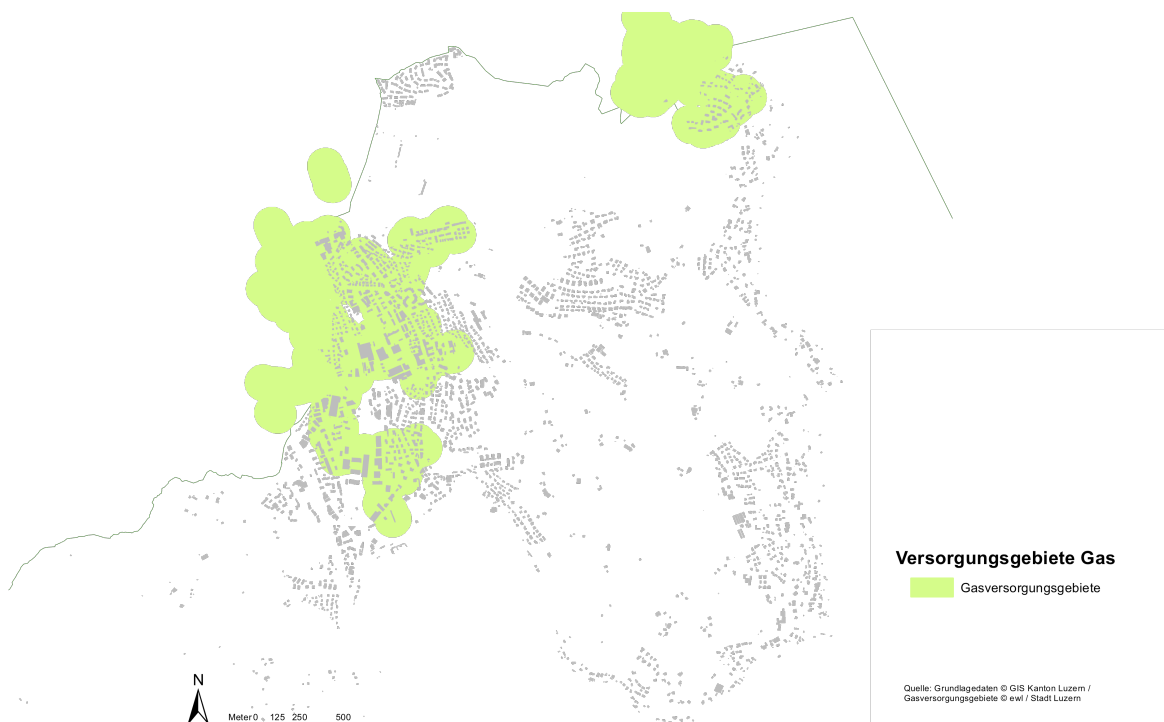 Versorgungsgebiete Gas
Gasversorgungsgebiete
Quelle: Grundlagedaten © GIS Kanton Luzern /
Gasversorgungsgebiete © ewl / Stadt Luzern
N
Meter 0 125 250 500